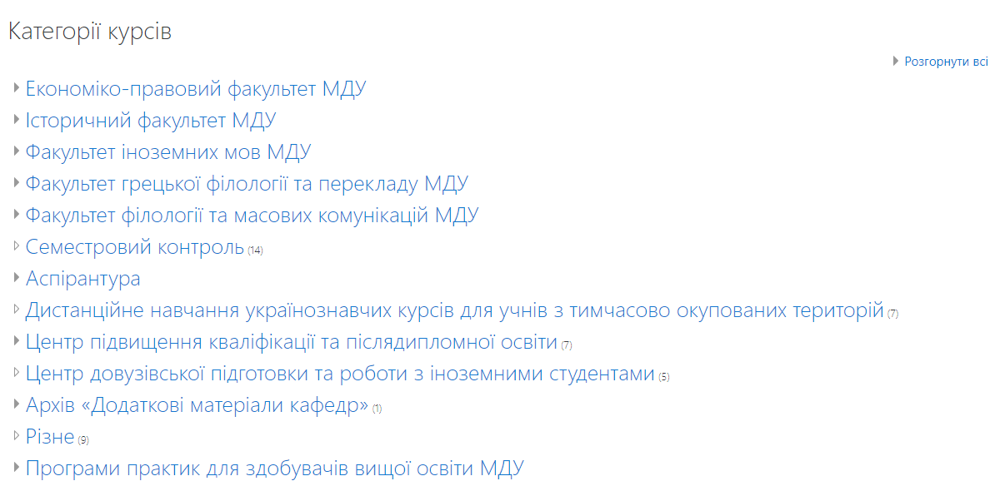 Категорії курсів
Розгорнути всі
Економіко-правовий факультет МДУ
Історичний факультет МДУ
Факультет іноземних мов МДУ
Факультет грецької філології та перекладу МДУ
Факультет філології та масових комунікацій МДУ
Семестровий контроль (14)
Аспірантура
Дистанційне навчання українознавчих курсів для учнів з тимчасово окупованих територій (7)
Центр підвищення кваліфікації та післядипломної освіти (7)
Центр довузівської підготовки та роботи з іноземними студентами (5)
Архів «Додаткові матеріали кафедр» (1)
Різне (9)
Програми практик для здобувачів вищої освіти МДУ